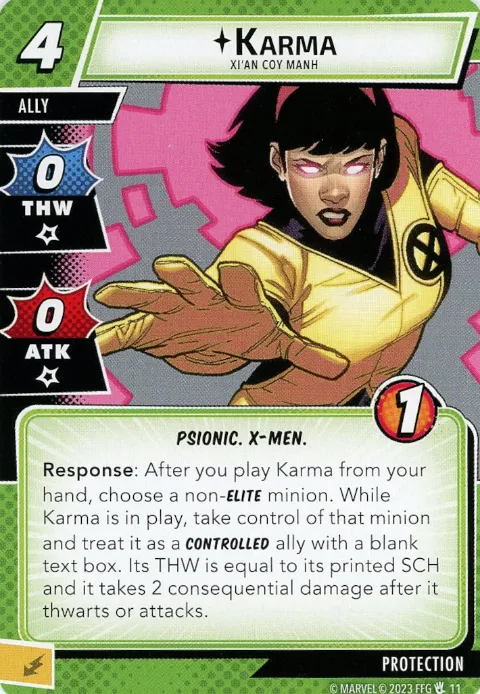 4
KARMA
XI'AN COY MANH
ALLY
0
THW
0
ATK
1
PSIONIC. X-MEN.
Response: After you play Karma from your
hand, choose a non-ELITE minion. While
Karma is in play, take control of that minion
and treat it as a CONTROLLED ally with a blank
text box. Its THW is equal to its printed SCH
and it takes 2 consequential damage after it
thwarts or attacks.
PROTECTION
© MARVEL © 2023 FFG 11